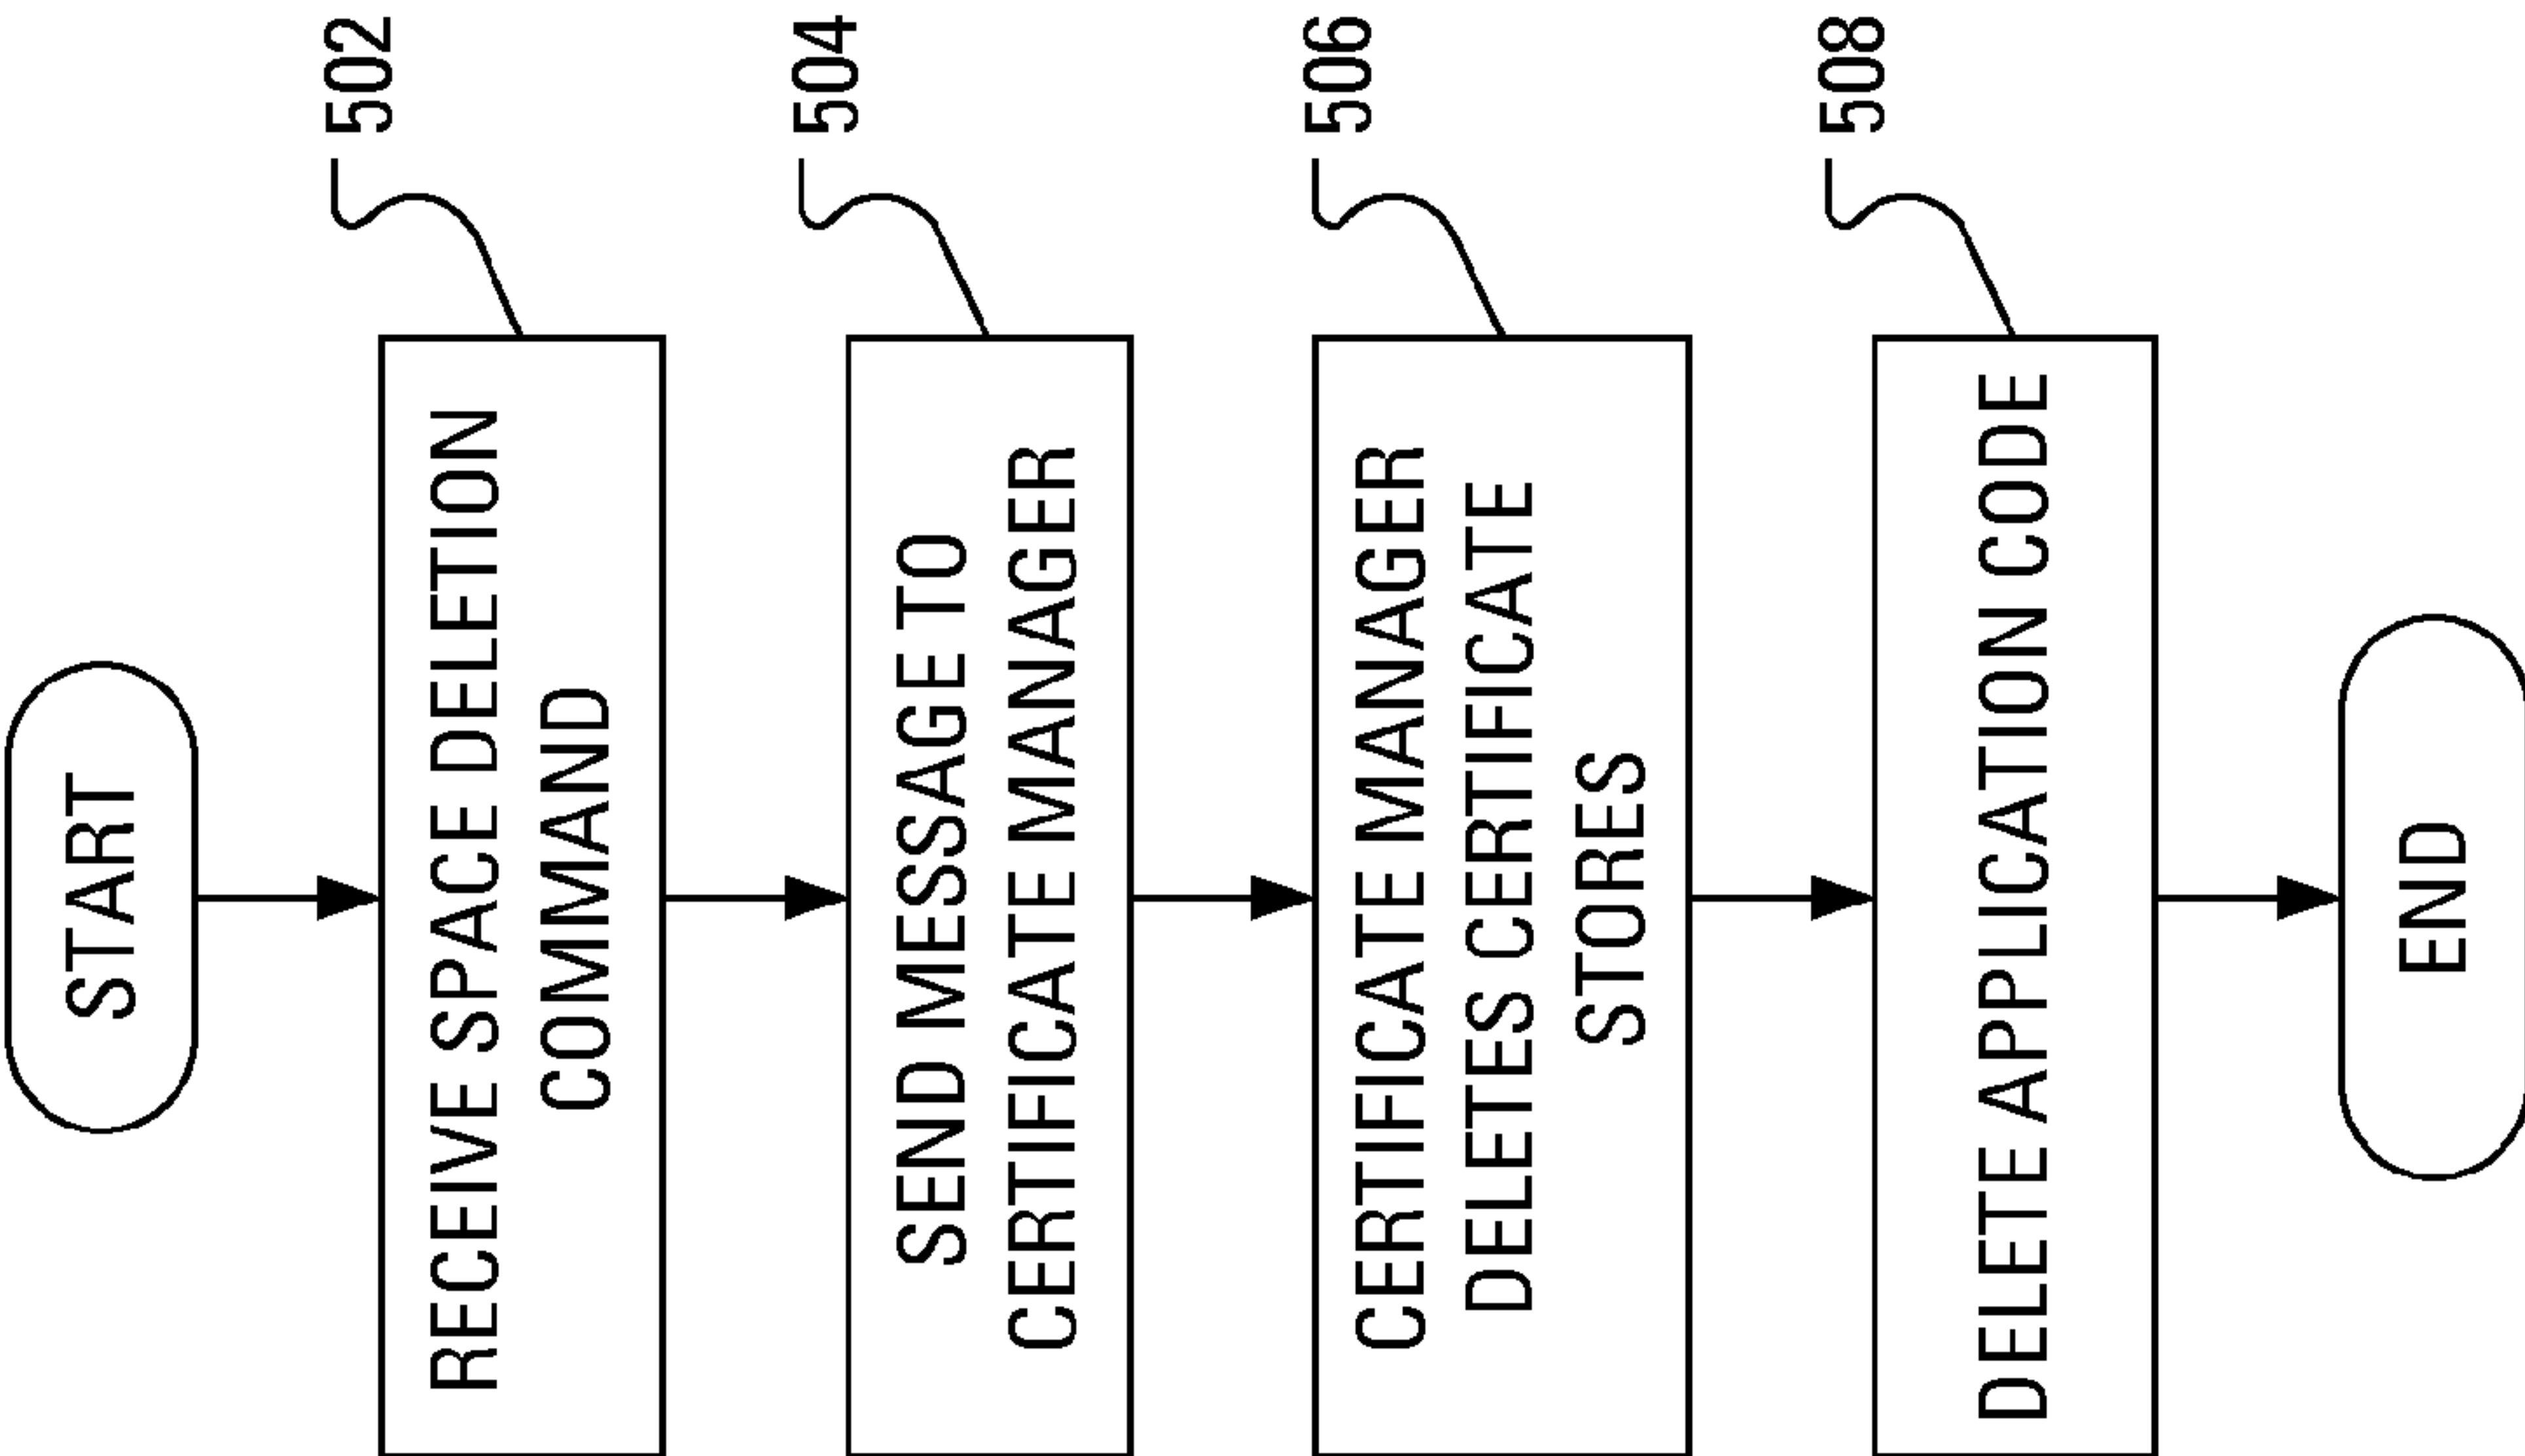 START
RECEIVE SPACE DELETION
COMMAND
502
SEND MESSAGE TO
CERTIFICATE MANAGER
504
CERTIFICATE MANAGER
DELETES CERTIFICATE
STORES
506
DELETE APPLICATION CODE
508
END